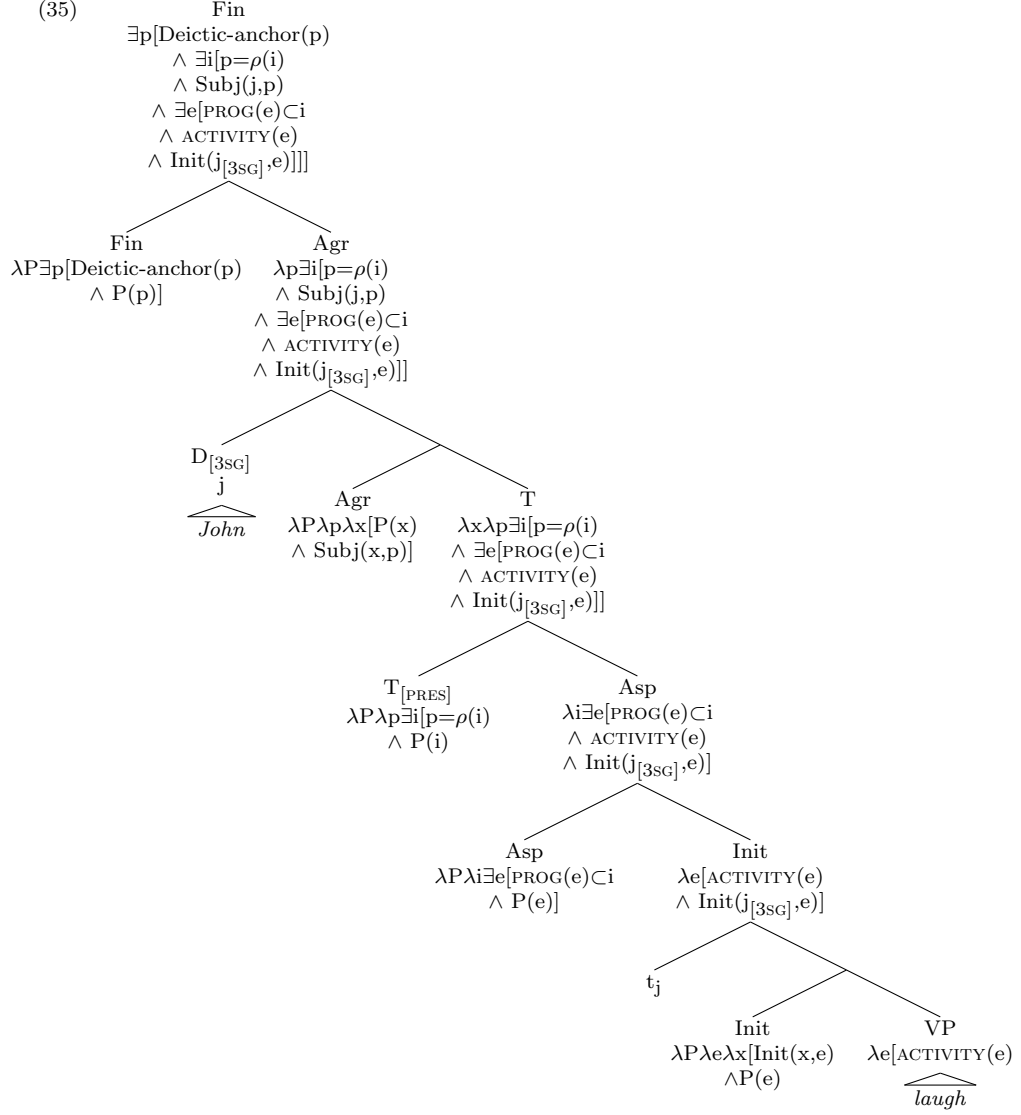 (35)
Fin
∃p[Deictic-anchor(p)
∧ ∃i[p=ρ(i)
∧ Subj(j,p)
∧ ∃e[PROG(e)⊂i
∧ ACTIVITY(e)
∧ Init(j[3SG],e)]]]
Fin
λP∃p[Deictic-anchor(p)
∧ P(p)]
Agr
λp∃i[p=ρ(i)
∧ Subj(j,p)
∧ ∃e[PROG(e)⊂i
∧ ACTIVITY(e)
∧ Init(j[3SG],e)]]
D[3SG]
j
John
Agr
λPλpλx[P(x)
∧ Subj(x,p)]
T
λxλp∃i[p=ρ(i)
∧ ∃e[PROG(e)⊂i
∧ ACTIVITY(e)
∧ Init(j[3SG],e)]]
T[PRES]
λPλp∃i[p=ρ(i)
∧ P(i)
Asp
λi∃e[PROG(e)⊂i
∧ ACTIVITY(e)
∧ Init(j[3SG],e)]
Asp
λPλi∃e[PROG(e)⊂i
∧ P(e)]
Init
λe[ACTIVITY(e)
∧ Init(j[3SG],e)]
tj
Init
λPλeλx[Init(x,e)
∧P(e)
VP
λe[ACTIVITY(e)
laugh